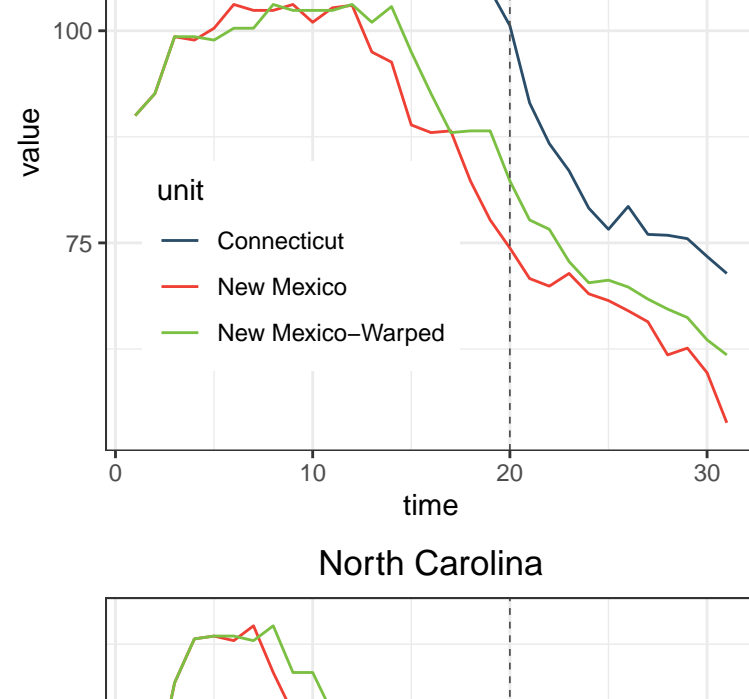 100
value
unit
75
Connecticut
New Mexico
New Mexico−Warped
0 10 20 30
time
North Carolina